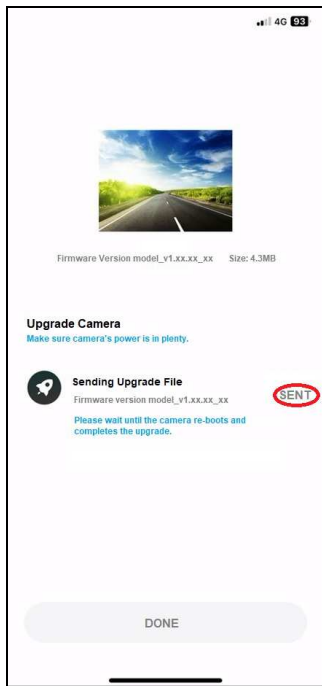 4G 93
Firmware Version model_v1.xx.xx_xx Size: 4.3MB
Upgrade Camera
Make sure camera's power is in plenty.
Sending Upgrade File
SENT
Firmware version model_v1.xx.xx_xx
Please wait until the camera re-boots and
completes the upgrade.
DONE